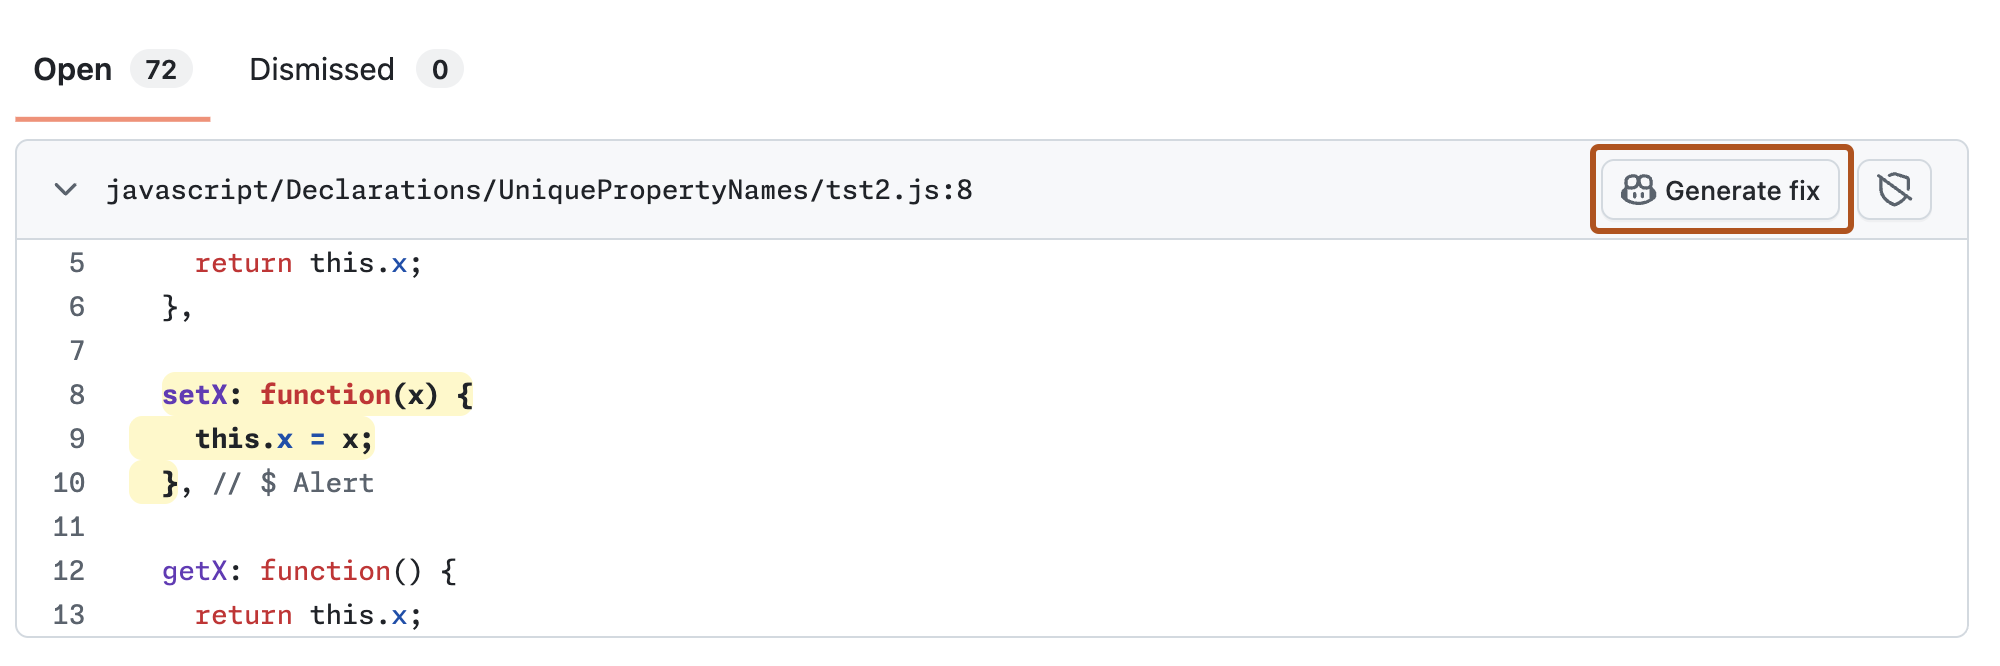 Open 72 Dismissed 0
javascript/Declarations/UniquePropertyNames/tst2.js:8 Generate fix
5 return this.x;
6 },
7
8 setX: function(x) {
9 this.x = x;
10 }, // $ Alert
11
12 getX: function() {
13 return this.x;